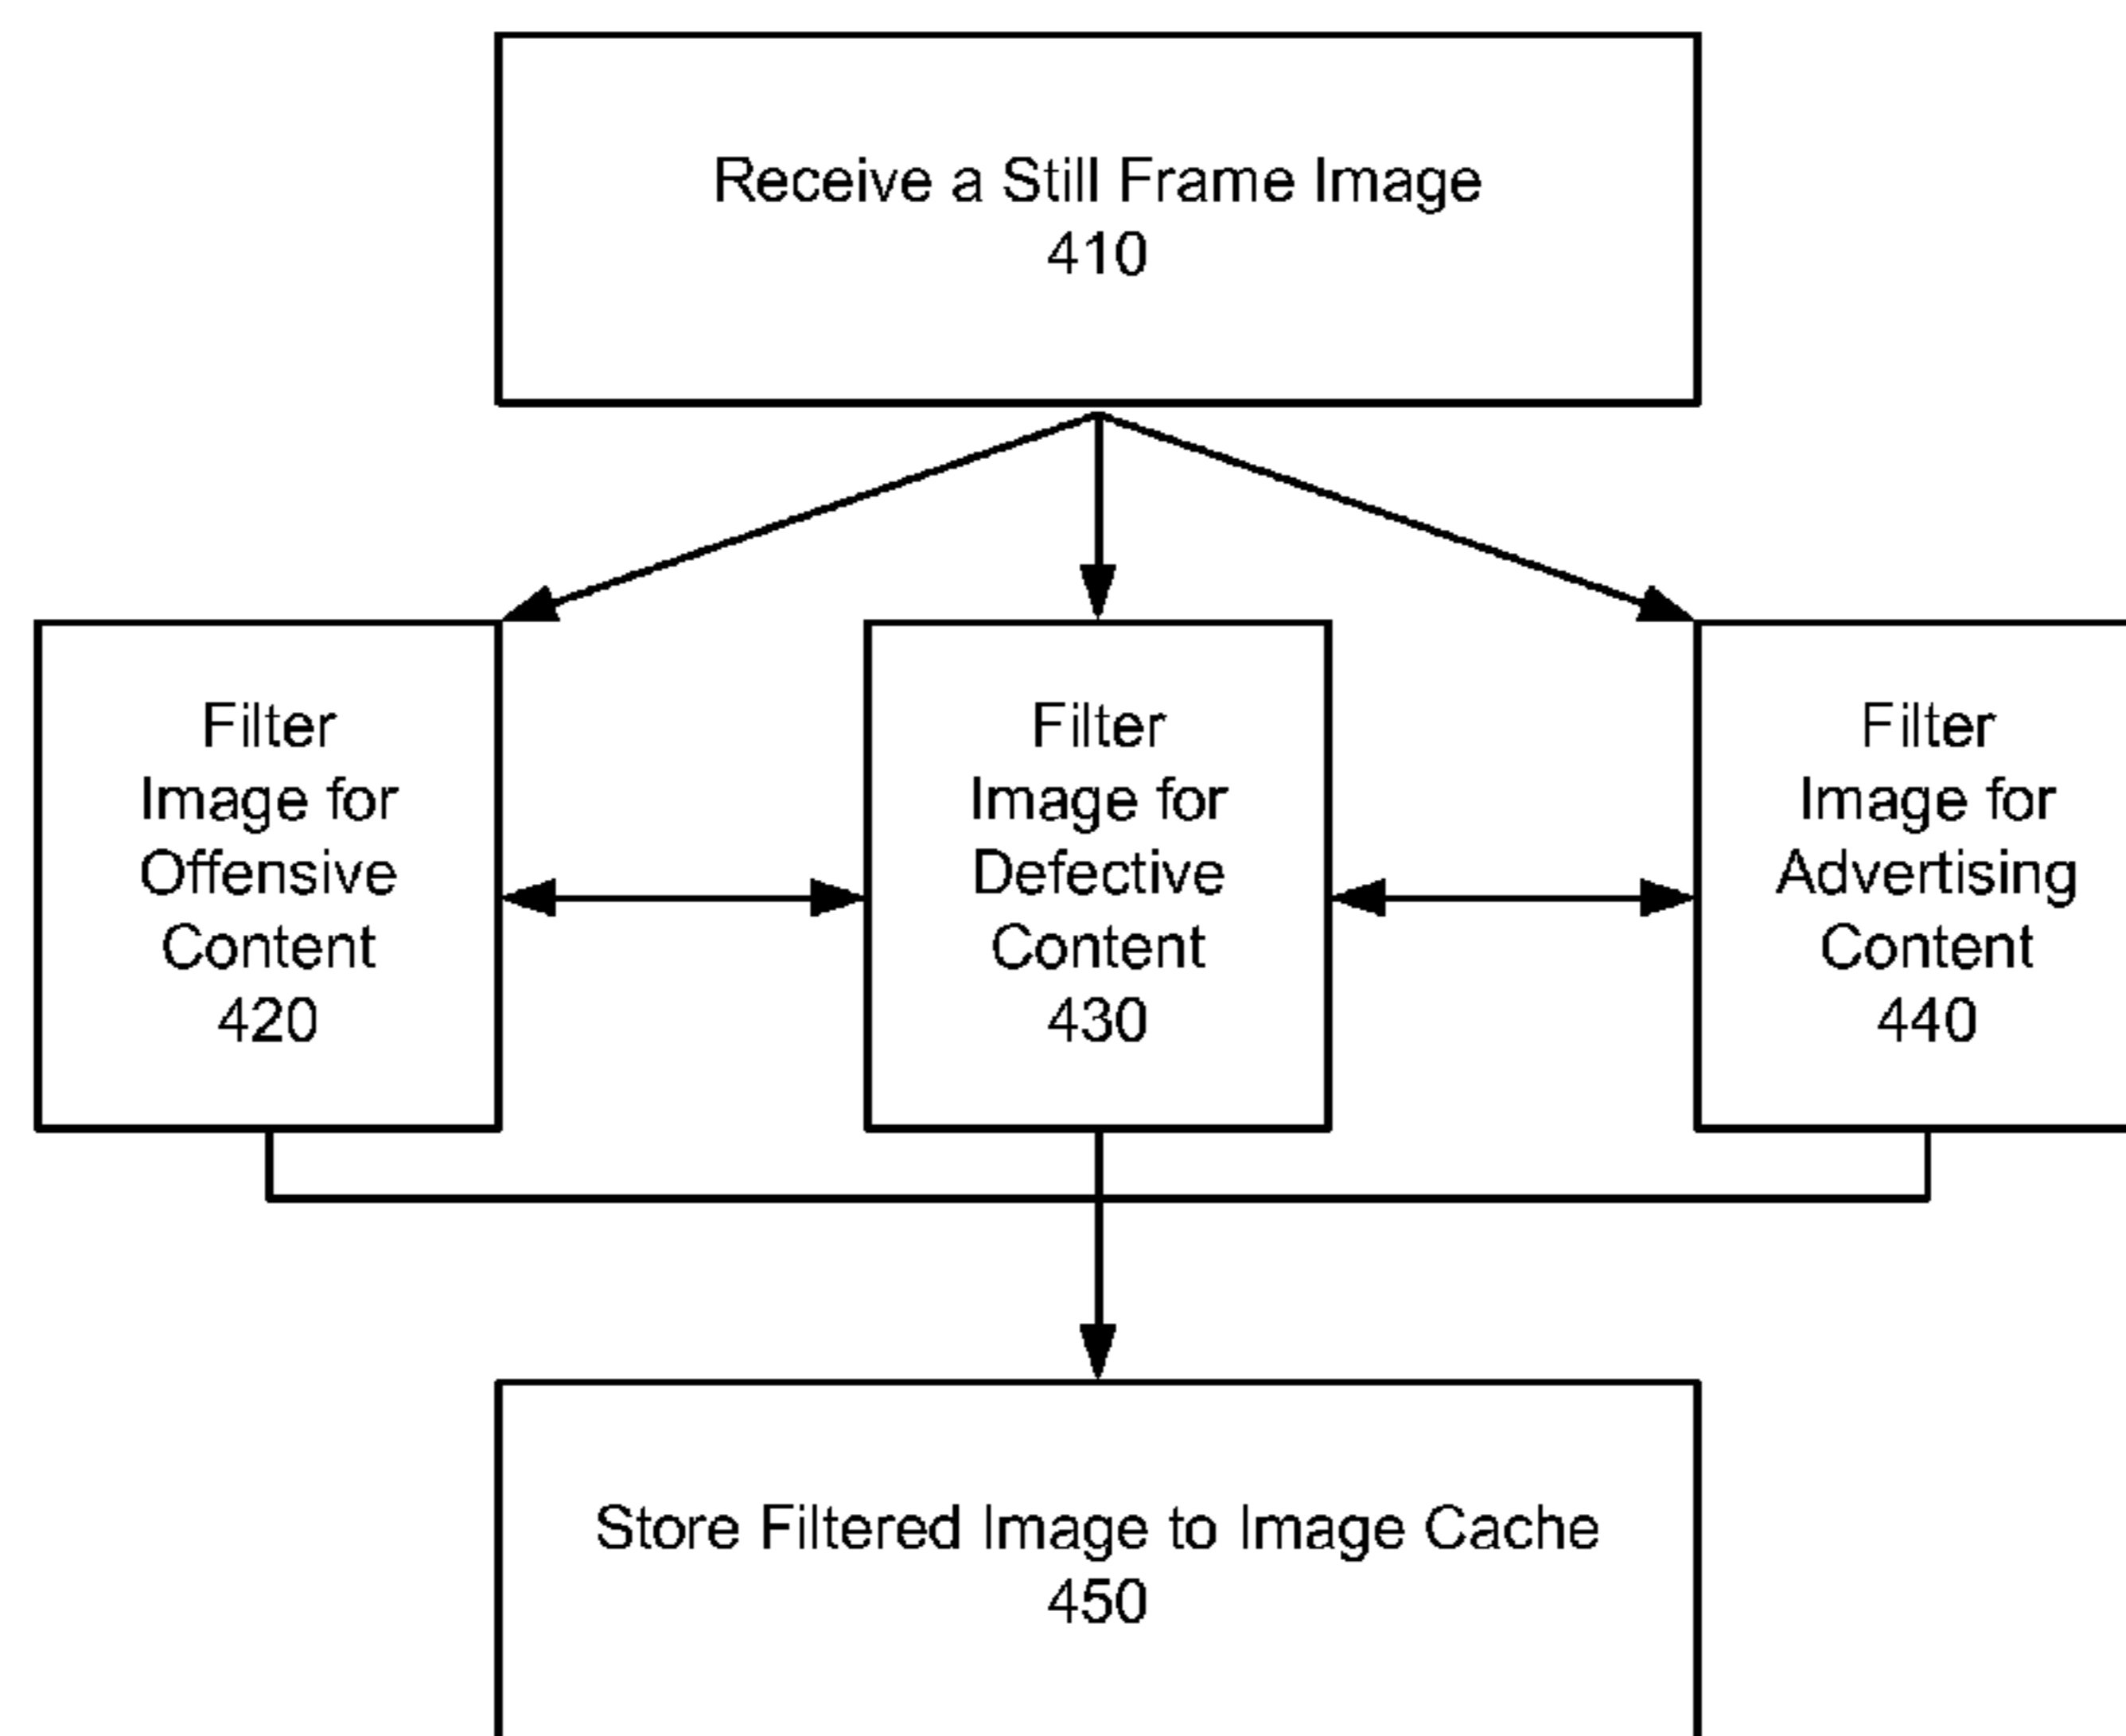 Receive a Still Frame Image
410
Filter
Image for
Offensive
Content
420
Filter
Image for
Defective
Content
430
Filter
Image for
Advertising
Content
440
Store Filtered Image to Image Cache
450